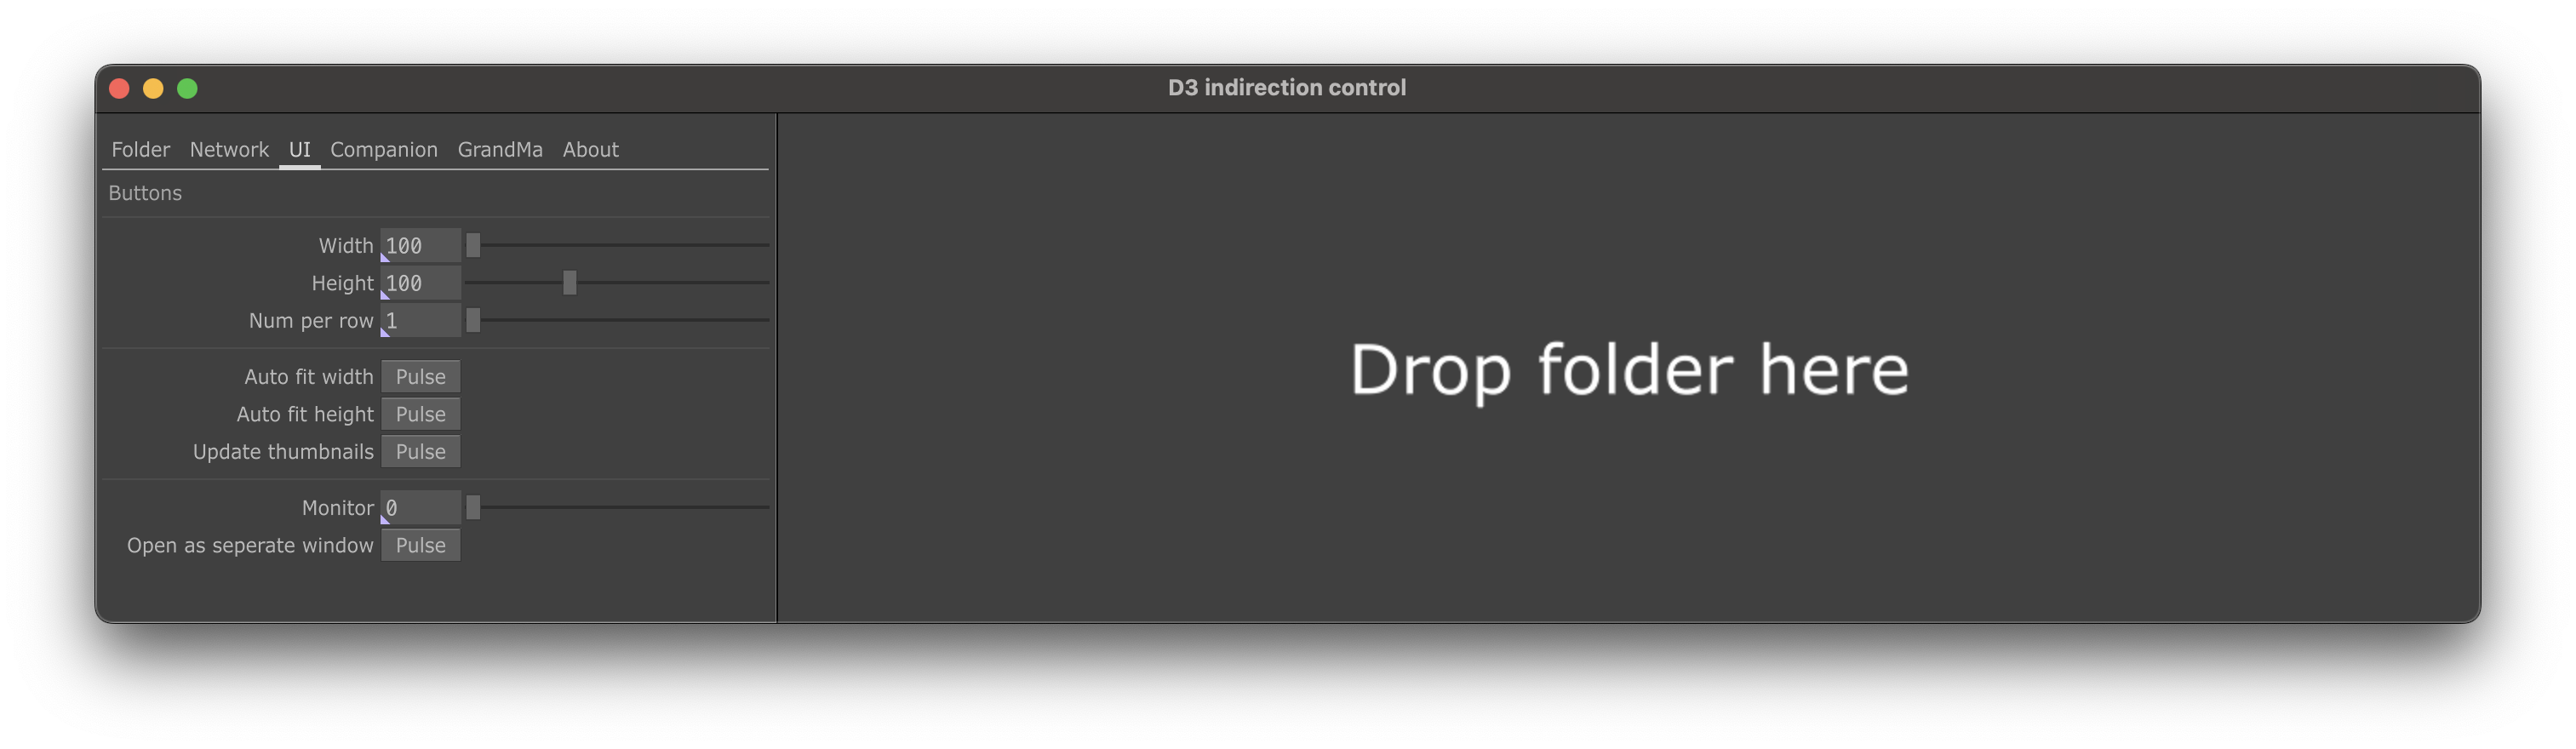 D3 indirection control
Folder Network UI Companion GrandMa About
Buttons
Width 100
Height 100
Num per row 1
Auto fit width Pulse
Auto fit height Pulse
Update thumbnails Pulse
Monitor 0
Open as seperate window Pulse
Drop folder here